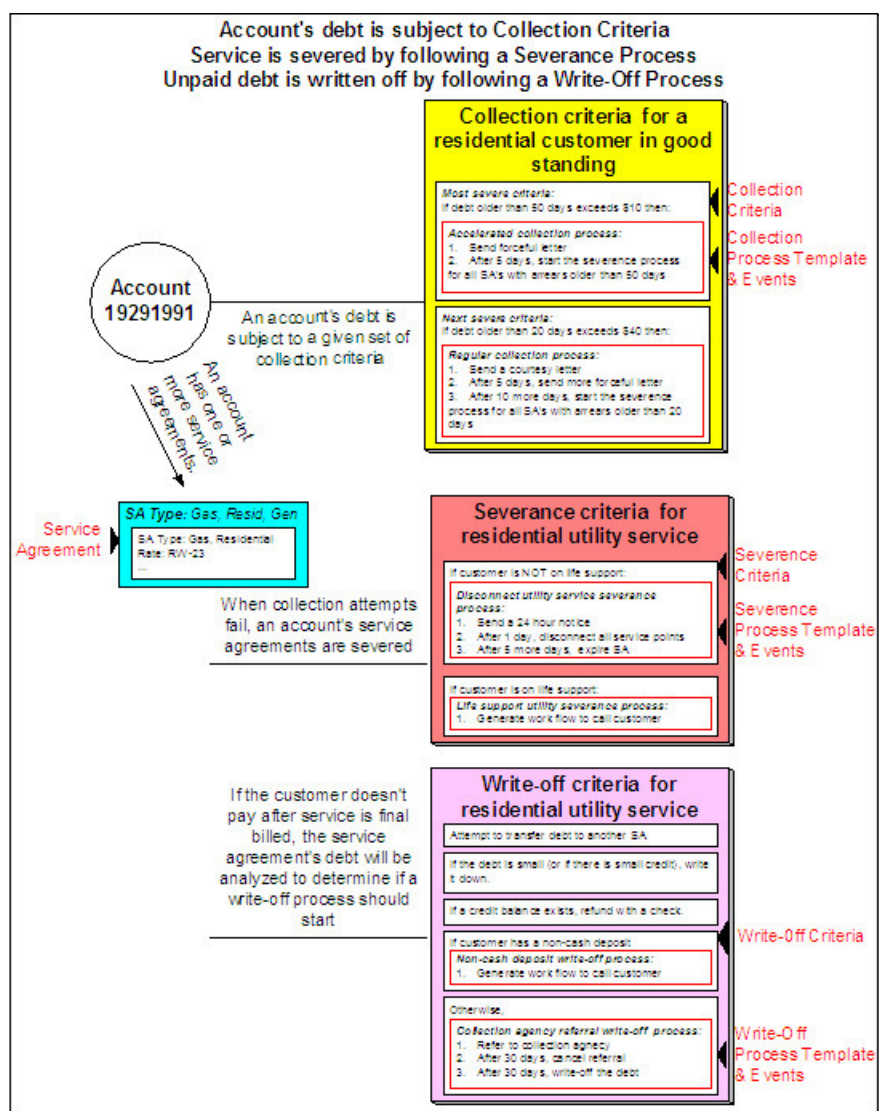 Account's debt is subject to Collection Criteria
Service is severed by following a Severance Process
Unpaid debt is written off by following a Write-Off Process
Collection criteria for a
residential customer in good
standing
Most severe criteria:
If debt older than 50 days exceeds $10 then:
Accelerated collection process:
1. Send forceful letter
2. After 5 days, start the severence process
for all SA's with arrears older than 50 days
Collection
Criteria
Collection
Process Template
& Events
Account
19291991
An account's debt is
subject to a given set of
collection criteria
Next severe criteria:
If debt older than 20 days exceeds $40 then:
Regular collection process:
1. Send a courtesy letter
2. After 5 days, send more forceful letter
3. After 10 more days, start the severence
process for all SA's with arrears older than 20
days
An account
has one or
more service
agreements.
SA Type: Gas, Resid, Gen
SA Type: Gas, Residential
Rate: RW-23
...
Service
Agreement
When collection attempts
fail, an account's service
agreements are severed
Severance criteria for
residential utility service
If customer is NOT on life support:
Disconnect utility service severance
process:
1. Send a 24 hour notice
2. After 1 day, disconnect all service points
3. After 5 more days, expire SA
Severence
Criteria
Severence
Process Template
& Events
If customer is on life support:
Life support utility severance process:
1. Generate work flow to call customer
If the customer doesn't
pay after service is final
billed, the service
agreement's debt will be
analyzed to determine if a
write-off process should
start
Write-off criteria for
residential utility service
Attempt to transfer debt to another SA
If the debt is small (or if there is small credit), write
it down.
If a credit balance exists, refund with a check.
If customer has a non-cash deposit
Non-cash deposit write-off process:
1. Generate work flow to call customer
Write-0ff Criteria
Otherwise,
Collection agency referral write-off process:
1. Refer to collection agnecy
2. After 30 days, cancel referral
3. After 30 days, write-off the debt
Write-Off
Process Template
& Events